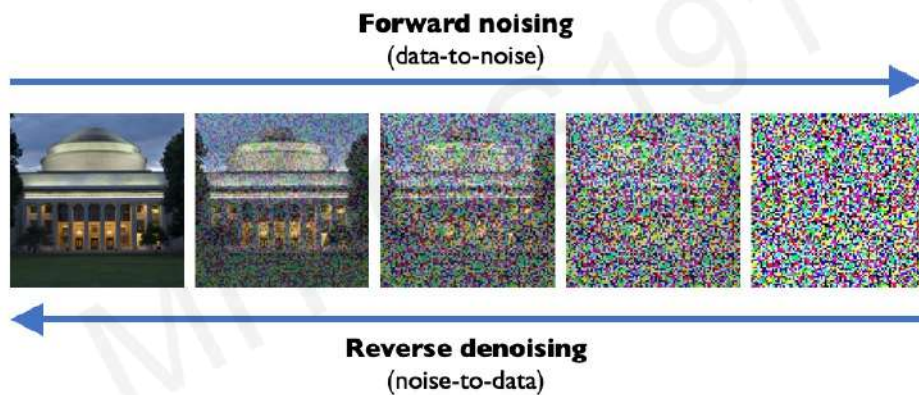 Forward noising
(data-to-noise)
Reverse denoising
(noise-to-data)